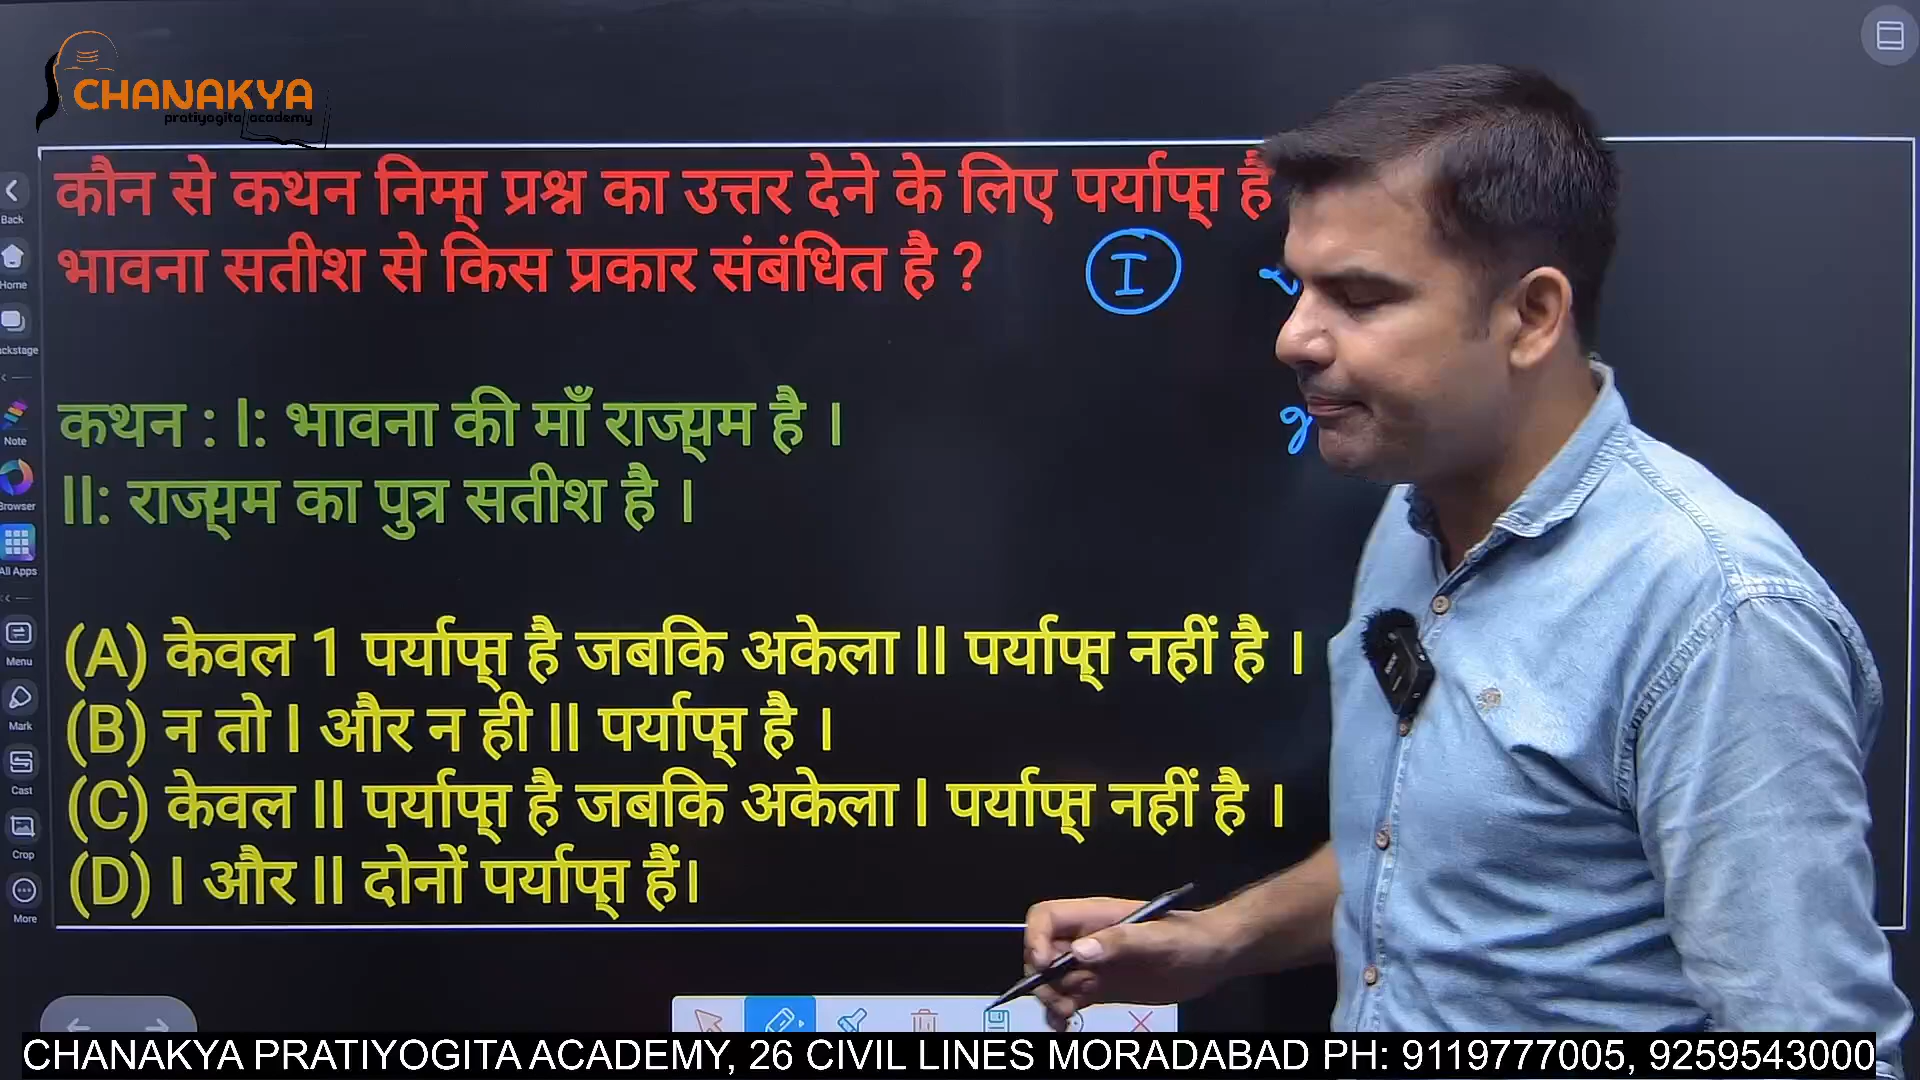 CHANAKYA
pratiyogita academy
कौन से कथन निम्न प्रश्न का उत्तर देने के लिए पर्याप्त है
भावना सतीश से किस प्रकार संबंधित है ?
I
कथन : I: भावना की माँ राज्यम है ।
II: राज्यम का पुत्र सतीश है ।
(A) केवल 1 पर्याप्त है जबकि अकेला II पर्याप्त नहीं है ।
(B) न तो I और न ही II पर्याप्त है ।
(C) केवल II पर्याप्त है जबकि अकेला I पर्याप्त नहीं है ।
(D) I और II दोनों पर्याप्त हैं।
Back
Home
ckstage
Note
Browser
All Apps
Menu
Mark
Cast
Crop
More
CHANAKYA PRATIYOGITA ACADEMY, 26 CIVIL LINES MORADABAD PH: 9119777005, 9259543000